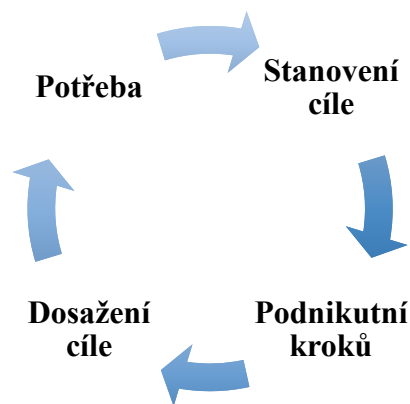 Potřeba
Stanovení
cíle
Podnikutní
kroků
Dosažení
cíle